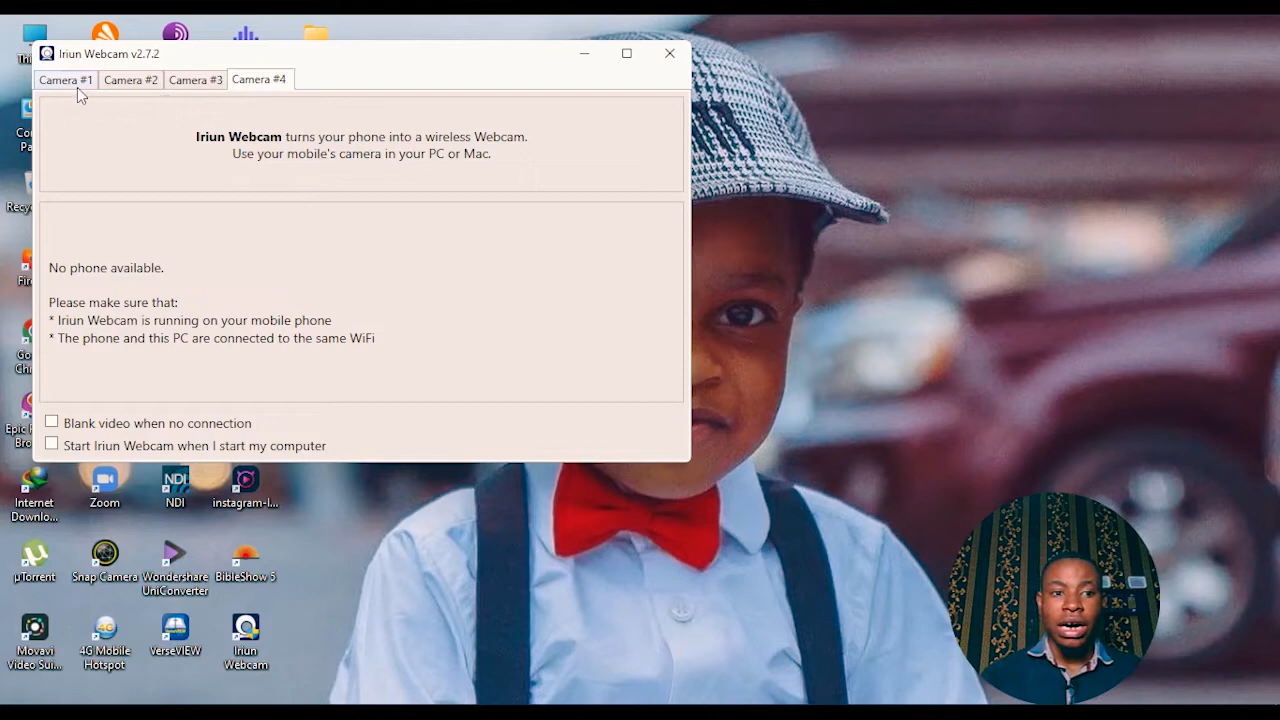 Iriun Webcam v2.7.2
Camera #1
Camera #2
Camera #3
Camera #4
Iriun Webcam turns your phone into a wireless Webcam.
Use your mobile's camera in your PC or Mac.
No phone available.
Please make sure that:
* Iriun Webcam is running on your mobile phone
* The phone and this PC are connected to the same WiFi
Blank video when no connection
Start Iriun Webcam when I start my computer
Internet
Downlo...
Zoom
NDI
NDI
instagram-I...
µTorrent
Snap Camera
Wondershare
UniConverter
BibleShow 5
Movavi
Video Sui...
4G
4G Mobile
Hotspot
VerseVIEW
Iriun
Webcam